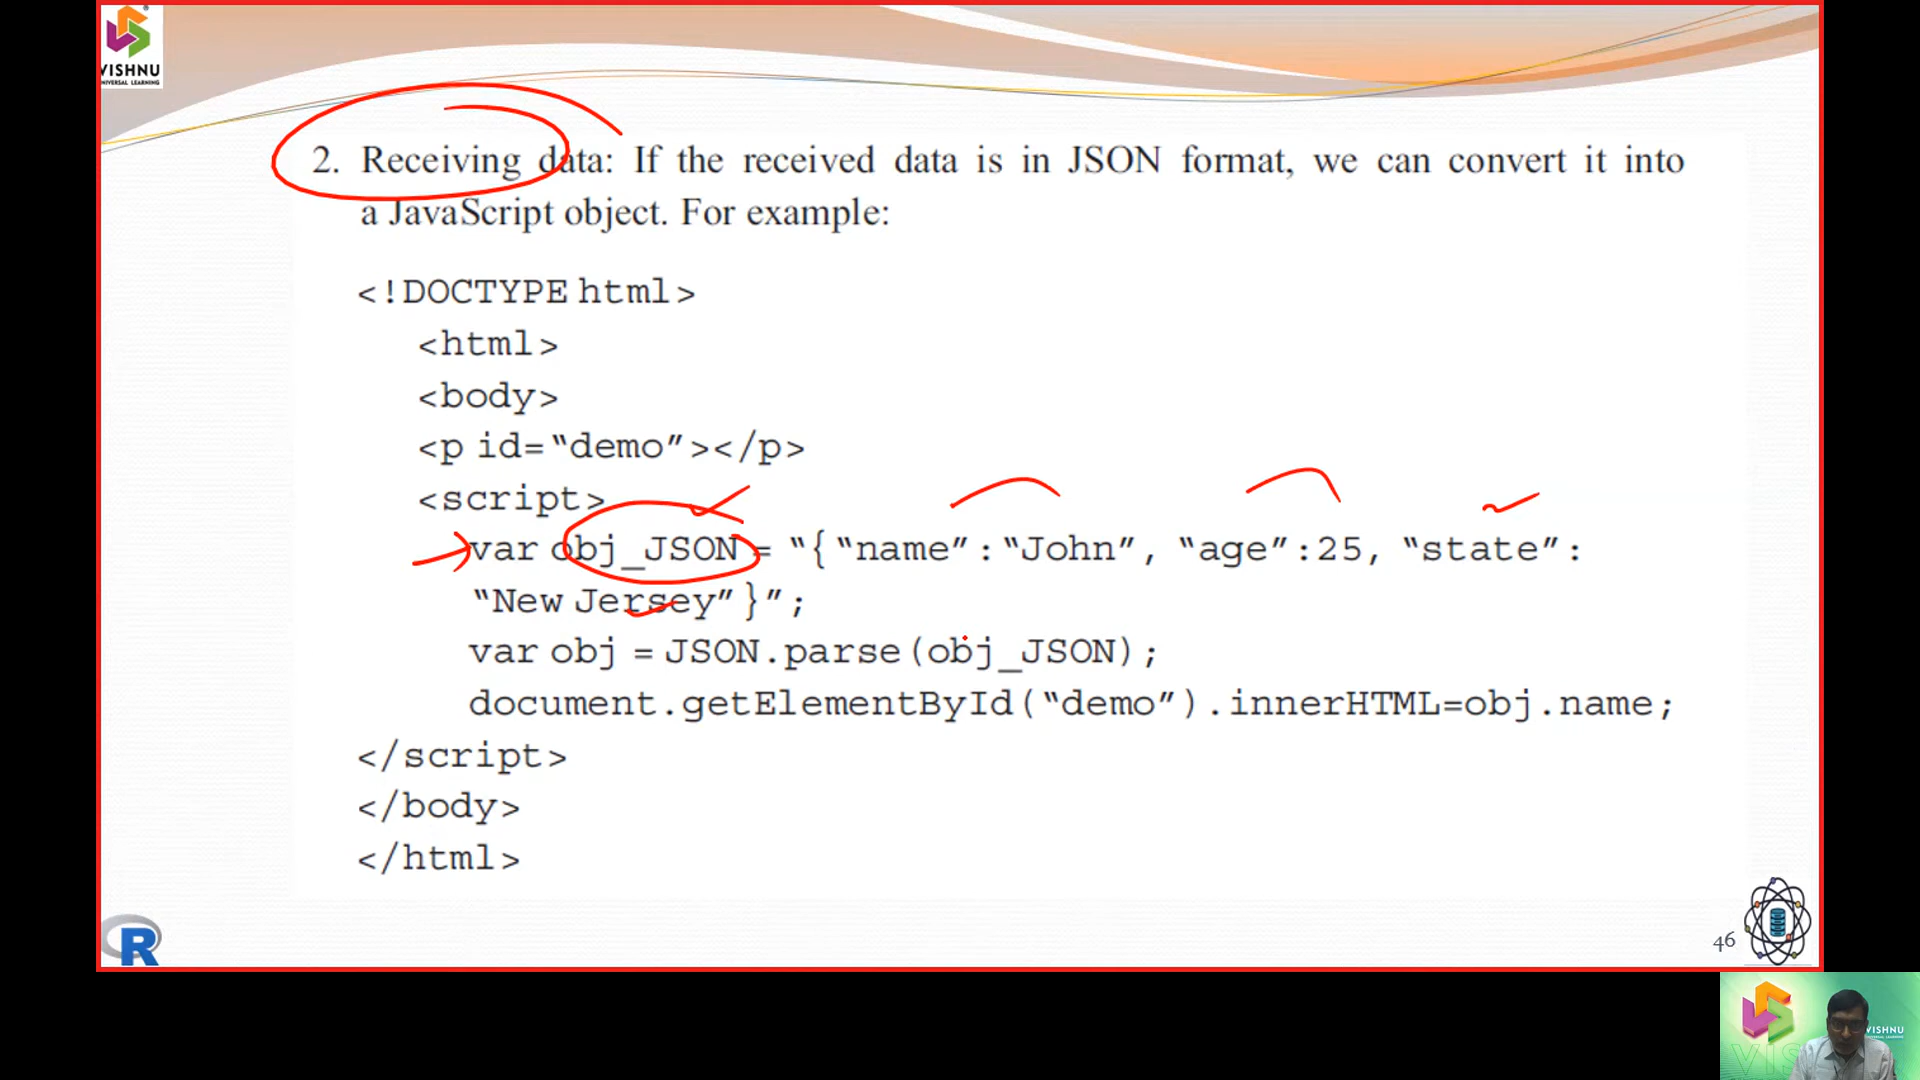 VISHNU
UNIVERSAL LEARNING
2. Receiving data: If the received data is in JSON format, we can convert it into
a JavaScript object. For example:
<!DOCTYPE html>
<html>
<body>
<p id=“demo”></p>
<script>
var obj_JSON = “{“name”:“John”, “age”:25, “state”:
“New Jersey”}”;
var obj = JSON.parse(obj_JSON);
document.getElementById(“demo”).innerHTML=obj.name;
</script>
</body>
</html>
R
46
VISHNU